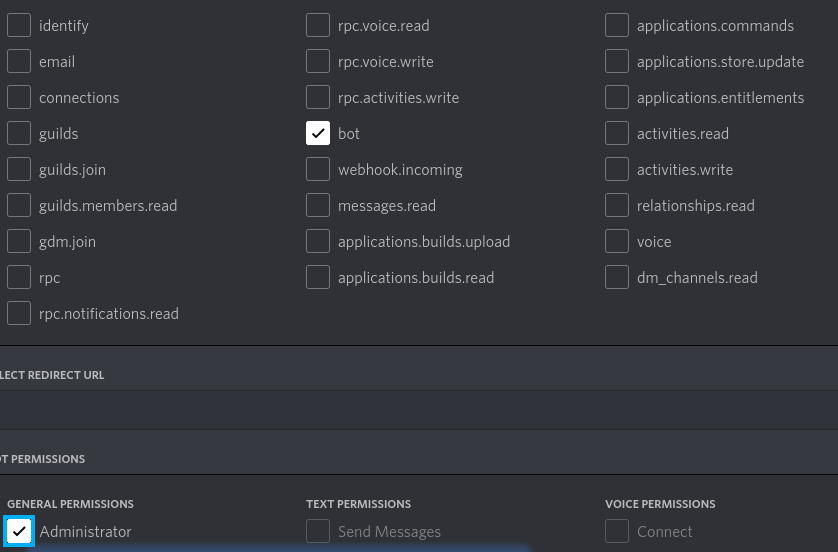 identify
rpc.voice.read
applications.commands
email
rpc.voice.write
applications.store.update
connections
rpc.activities.write
applications.entitlements
guilds
bot
activities.read
guilds.join
webhook.incoming
activities.write
guilds.members.read
messages.read
relationships.read
gdm.join
applications.builds.upload
voice
rpc
applications.builds.read
dm_channels.read
rpc.notifications.read
LECT REDIRECT URL
T PERMISSIONS
GENERAL PERMISSIONS
TEXT PERMISSIONS
VOICE PERMISSIONS
Administrator
Send Messages
Connect